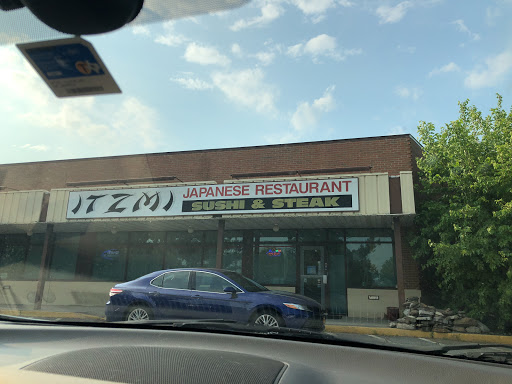 ITZMI
JAPANESE RESTAURANT
SUSHI & STEAK